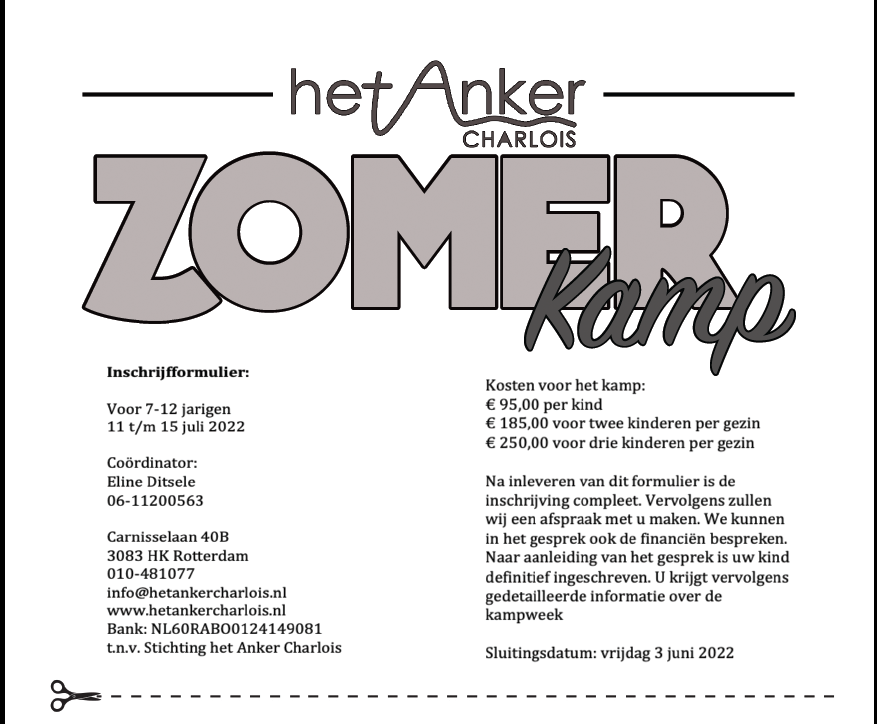 het Anker
CHARLOIS
ZOMER
Kamp
Inschrijfformulier:
Voor 7-12 jarigen
11 t/m 15 juli 2022
Coördinator:
Eline Ditsele
06-11200563
Carnisselaan 40B
3083 HK Rotterdam
010-481077
info@hetankercharlois.nl
www.hetankercharlois.nl
Bank: NL60RABO0124149081
t.n.v. Stichting het Anker Charlois
Kosten voor het kamp:
€ 95,00 per kind
€ 185,00 voor twee kinderen per gezin
€ 250,00 voor drie kinderen per gezin
Na inleveren van dit formulier is de
inschrijving compleet. Vervolgens zullen
wij een afspraak met u maken. We kunnen
in het gesprek ook de financiën bespreken.
Naar aanleiding van het gesprek is uw kind
definitief ingeschreven. U krijgt vervolgens
gedetailleerde informatie over de
kampweek
Sluitingsdatum: vrijdag 3 juni 2022